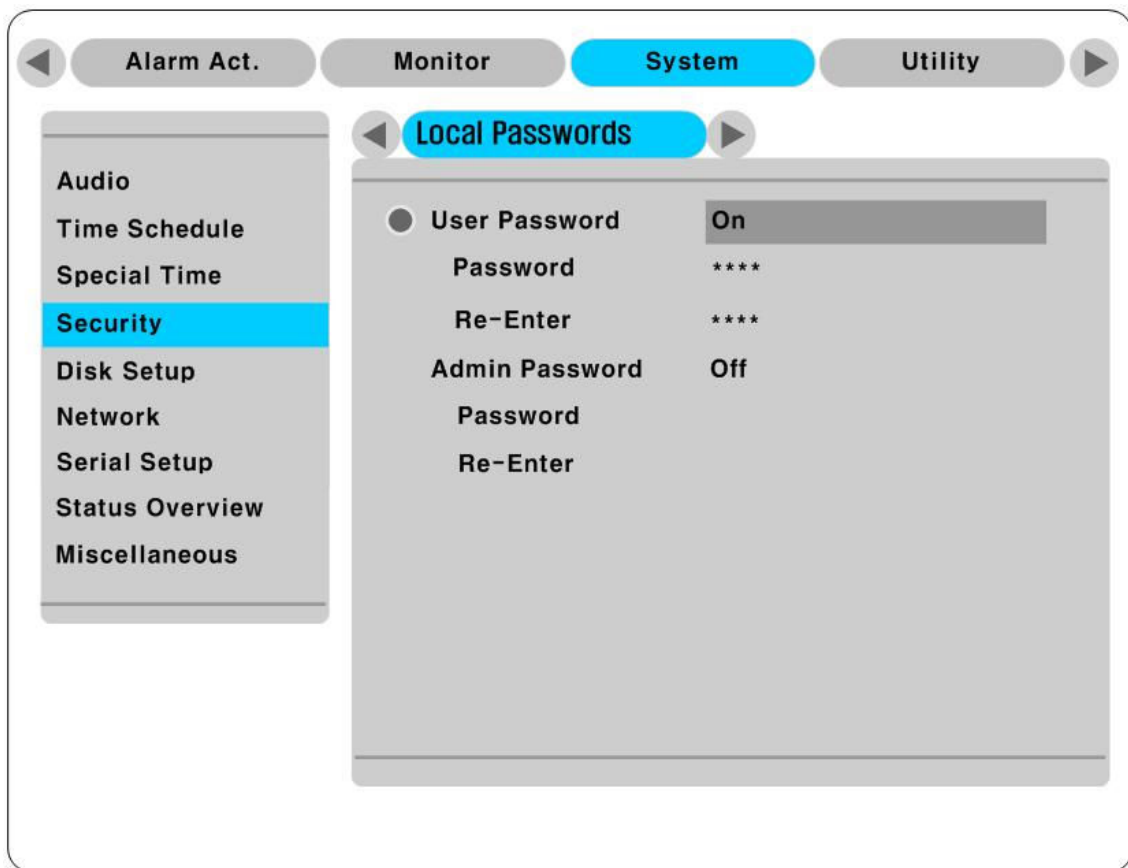 Alarm Act. Monitor System Utility
Local Passwords
Audio
Time Schedule
Special Time
Security
Disk Setup
Network
Serial Setup
Status Overview
Miscellaneous
User Password On
Password ****
Re-Enter ****
Admin Password Off
Password
Re-Enter